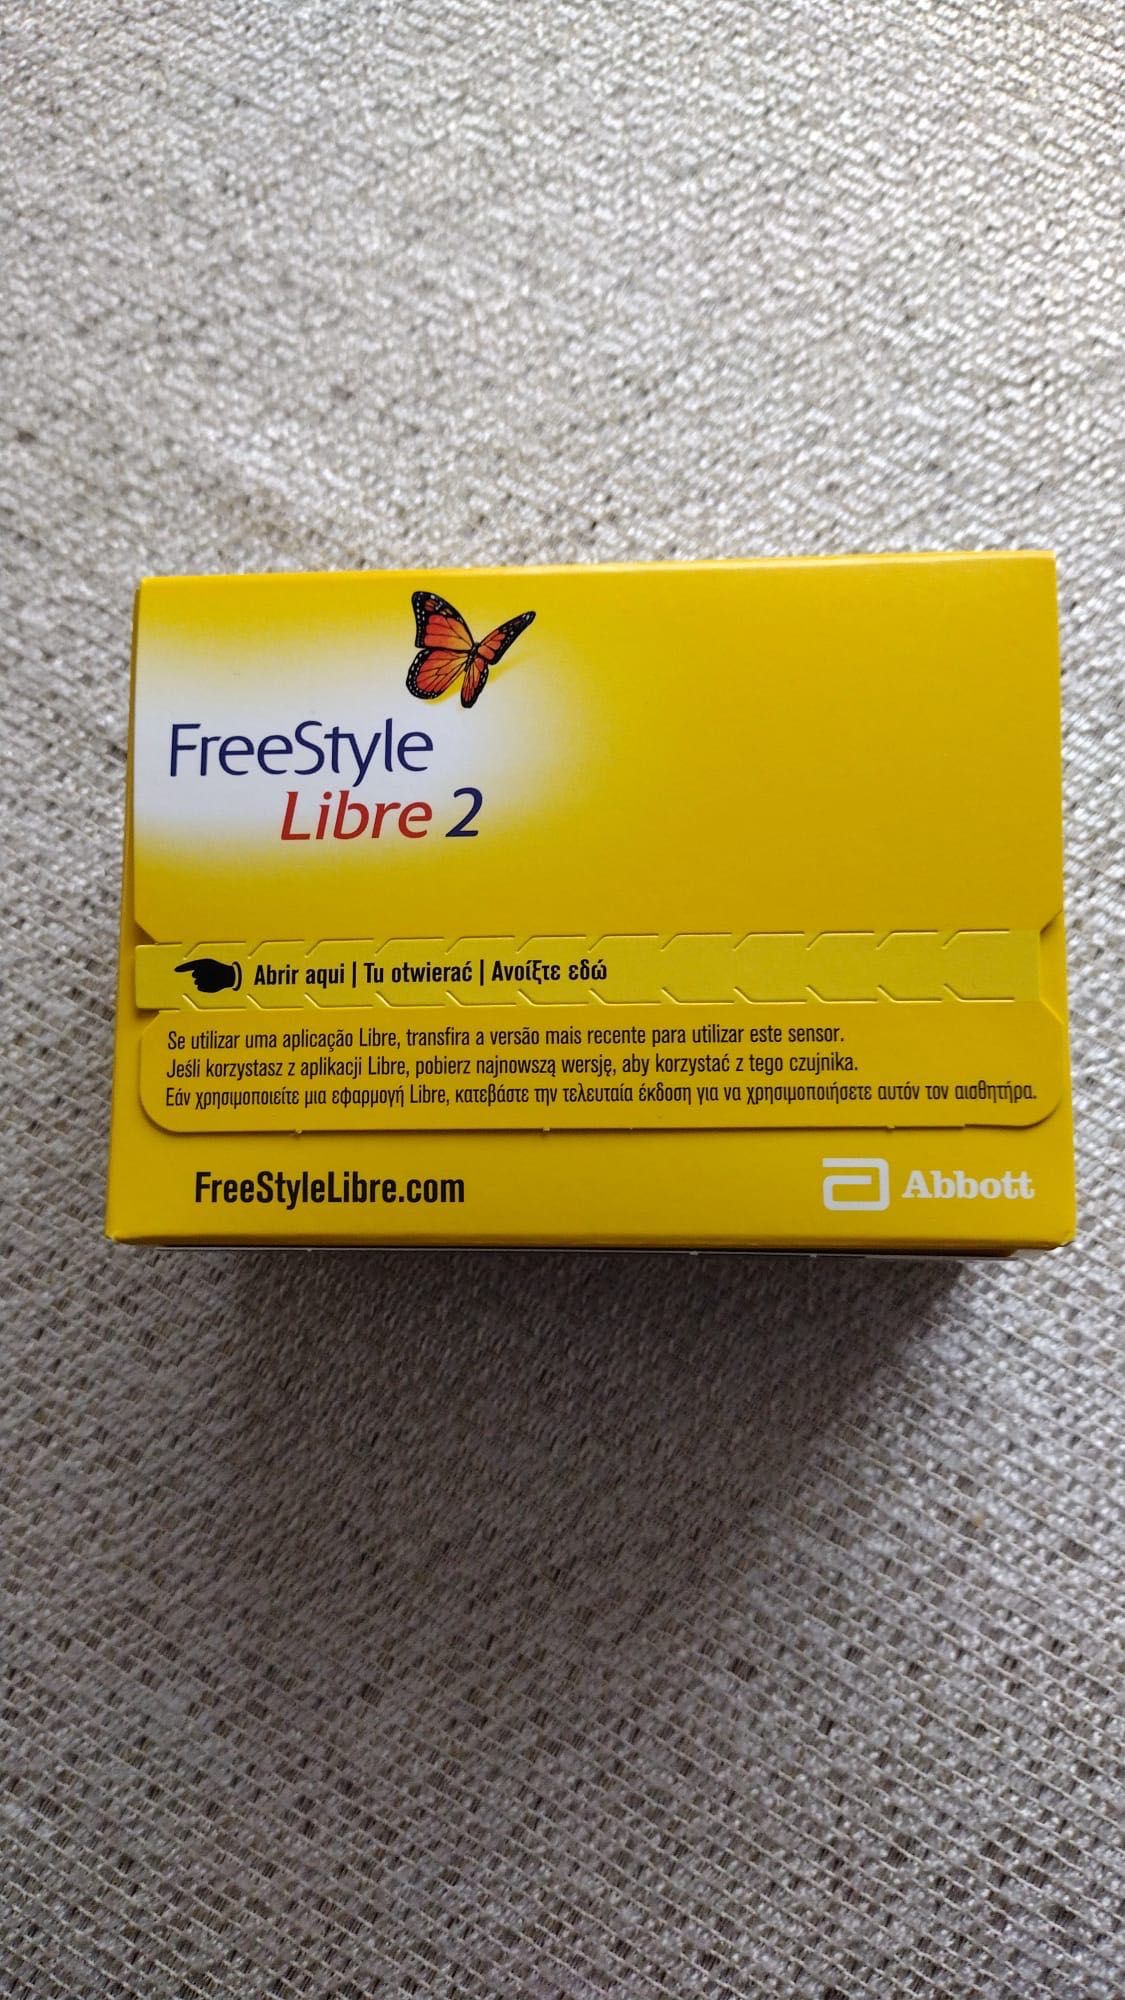 FreeStyle
Libre 2
Abrir aqui | Tu otwierać | Ανοίξτε εδώ
Se utilizar uma aplicação Libre, transfira a versão mais recente para utilizar este sensor.
Jeśli korzystasz z aplikacji Libre, pobierz najnowszą wersję, aby korzystać z tego czujnika.
Εάν χρησιμοποιείτε μια εφαρμογή Libre, κατεβάστε την τελευταία έκδοση για να χρησιμοποιήσετε αυτόν τον αισθητήρα.
FreeStyleLibre.com
Abbott